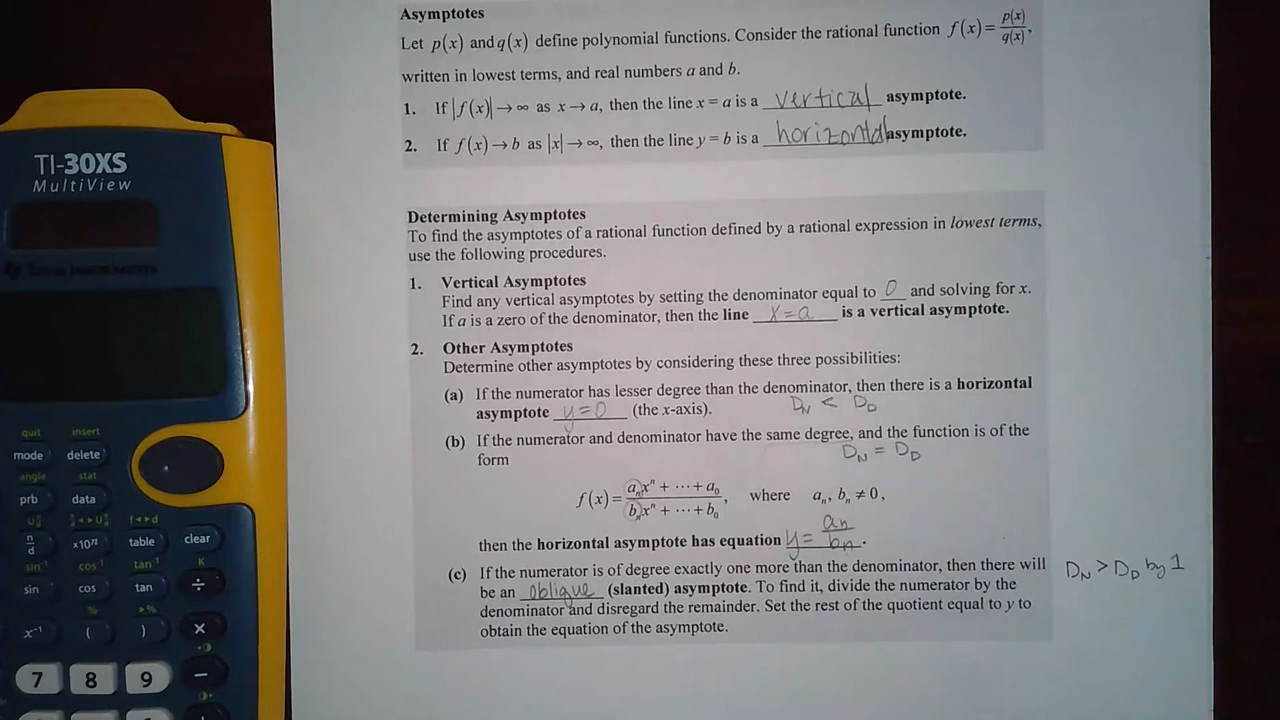 Asymptotes
Let p(x) and q(x) define polynomial functions. Consider the rational function f(x) = p(x)/q(x),
written in lowest terms, and real numbers a and b.
1. If |f(x)| → ∞ as x → a, then the line x = a is a vertical asymptote.
2. If f(x) → b as |x| → ∞, then the line y = b is a horizontal asymptote.
Determining Asymptotes
To find the asymptotes of a rational function defined by a rational expression in lowest terms,
use the following procedures.
1. Vertical Asymptotes
Find any vertical asymptotes by setting the denominator equal to 0 and solving for x.
If a is a zero of the denominator, then the line x=a is a vertical asymptote.
2. Other Asymptotes
Determine other asymptotes by considering these three possibilities:
(a) If the numerator has lesser degree than the denominator, then there is a horizontal
asymptote y=0 (the x-axis). D_N < D_D
(b) If the numerator and denominator have the same degree, and the function is of the
form D_N = D_D
f(x) = (a_n x^n + ⋯ + a_0)/(b_n x^n + ⋯ + b_0), where a_n, b_n ≠ 0,
then the horizontal asymptote has equation y = a_n/b_n.
(c) If the numerator is of degree exactly one more than the denominator, then there will
be an oblique (slanted) asymptote. To find it, divide the numerator by the
denominator and disregard the remainder. Set the rest of the quotient equal to y to
obtain the equation of the asymptote.
D_N > D_D by 1
TI-30XS
MultiView
TEXAS INSTRUMENTS
quit insert
mode delete
angle stat
prb data
f◄►d
n/d ×10ⁿ table clear
sin⁻¹ cos⁻¹ tan⁻¹ K
sin cos tan ÷
% ►%
x⁻¹ ( ) ×
7 8 9 −